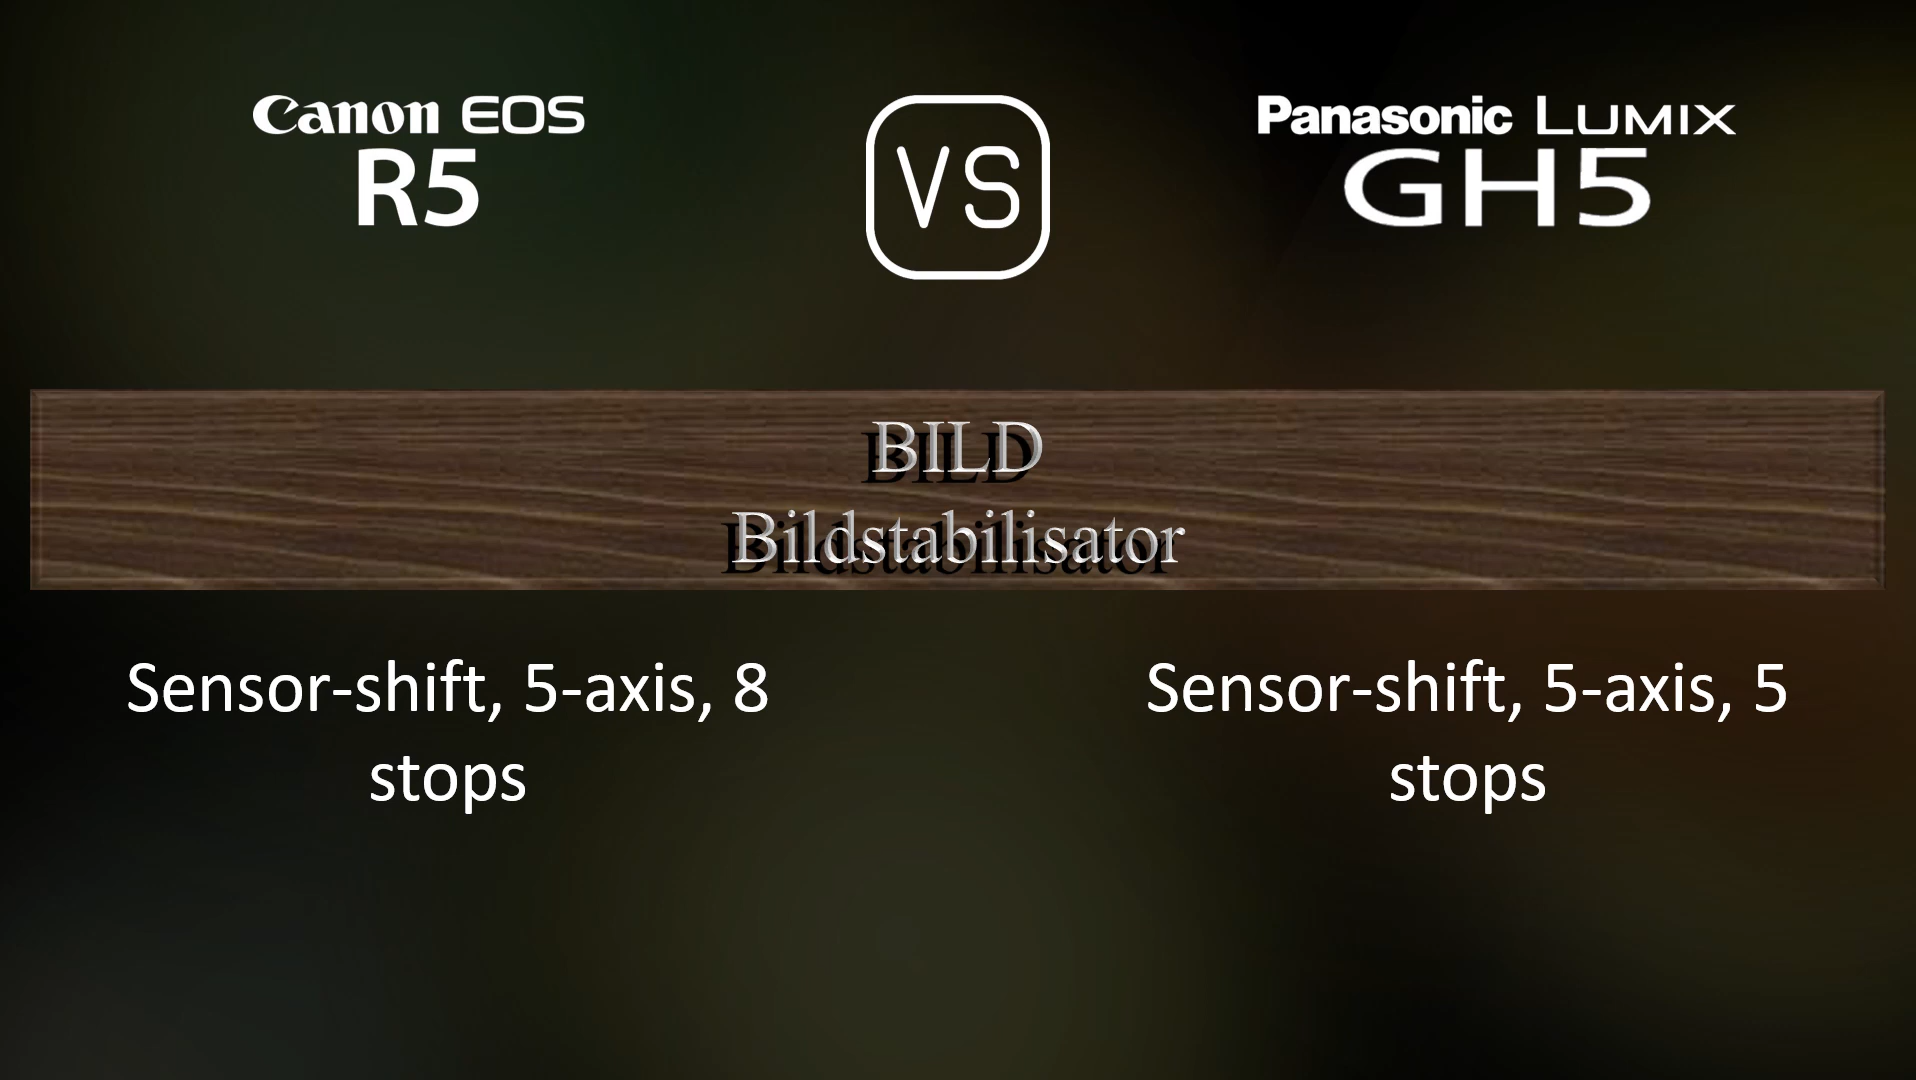 Canon EOS
R5
VS
Panasonic LUMIX
GH5
BILD
Bildstabilisator
Sensor-shift, 5-axis, 8
stops
Sensor-shift, 5-axis, 5
stops